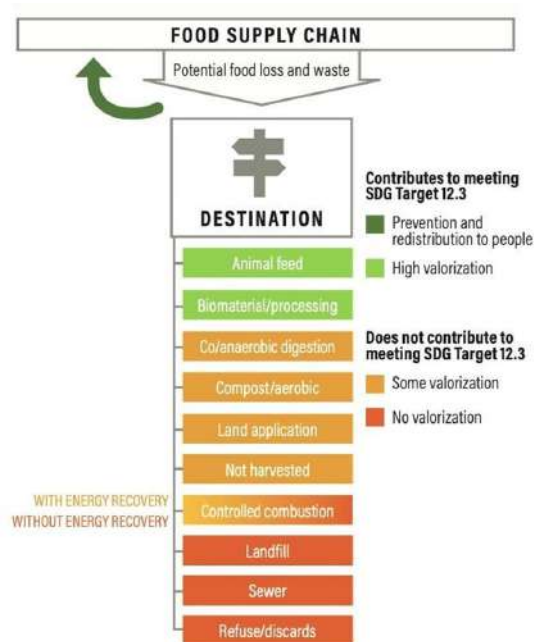 FOOD SUPPLY CHAIN
Potential food loss and waste
DESTINATION
Contributes to meeting
SDG Target 12.3
Prevention and
redistribution to people
High valorization
Animal feed
Biomaterial/processing
Co/anaerobic digestion
Compost/aerobic
Land application
Not harvested
Does not contribute to
meeting SDG Target 12.3
Some valorization
No valorization
WITH ENERGY RECOVERY
WITHOUT ENERGY RECOVERY
Controlled combustion
Landfill
Sewer
Refuse/discards